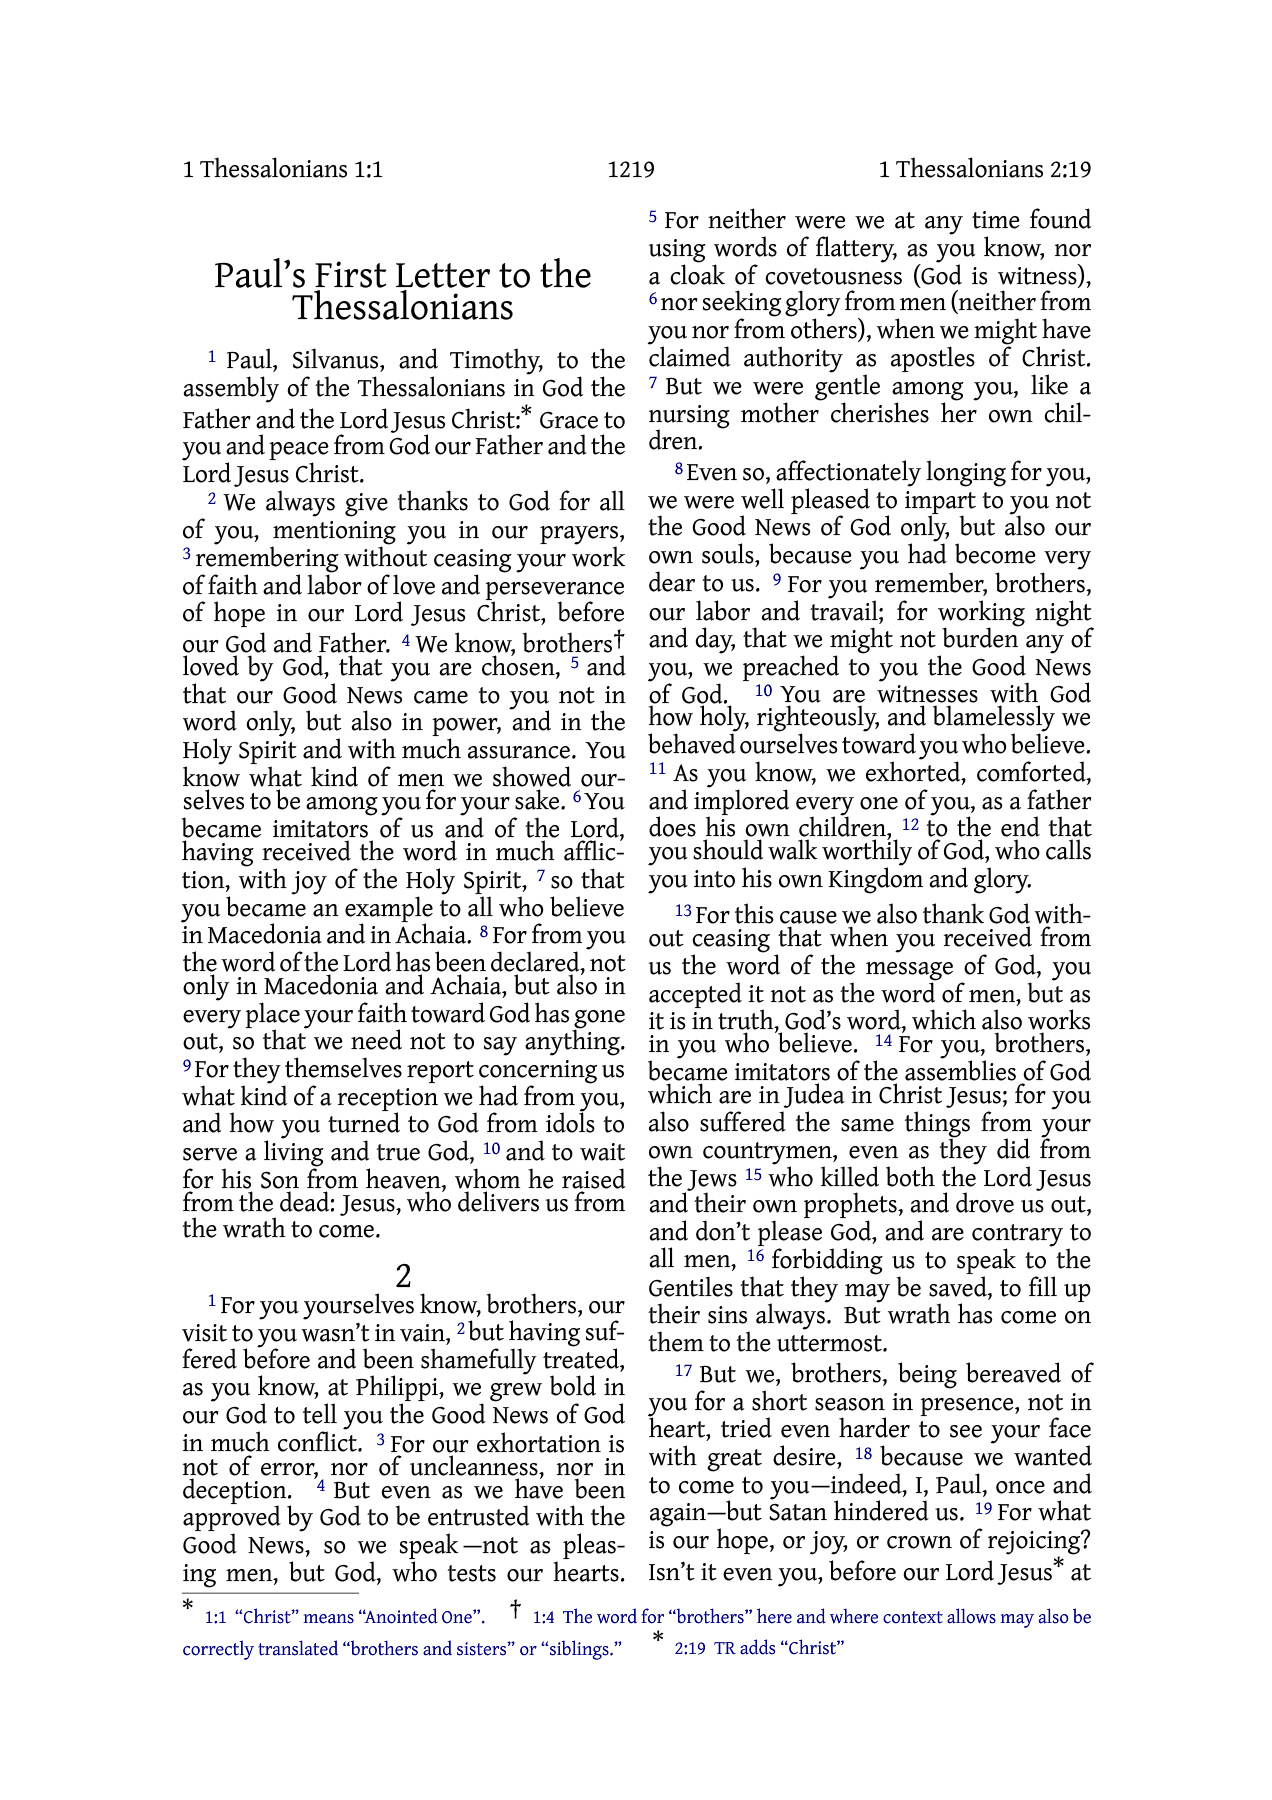 1 Thessalonians 1:1 1219 1 Thessalonians 2:19
Paul’s First Letter to the
Thessalonians
1 Paul, Silvanus, and Timothy, to the
assembly of the Thessalonians in God the
Father and the Lord Jesus Christ:* Grace to
you and peace from God our Father and the
Lord Jesus Christ.
2 We always give thanks to God for all
of you, mentioning you in our prayers,
3 remembering without ceasing your work
of faith and labor of love and perseverance
of hope in our Lord Jesus Christ, before
our God and Father. 4 We know, brothers†
loved by God, that you are chosen, 5 and
that our Good News came to you not in
word only, but also in power, and in the
Holy Spirit and with much assurance. You
know what kind of men we showed our-
selves to be among you for your sake. 6 You
became imitators of us and of the Lord,
having received the word in much afflic-
tion, with joy of the Holy Spirit, 7 so that
you became an example to all who believe
in Macedonia and in Achaia. 8 For from you
the word of the Lord has been declared, not
only in Macedonia and Achaia, but also in
every place your faith toward God has gone
out, so that we need not to say anything.
9 For they themselves report concerning us
what kind of a reception we had from you,
and how you turned to God from idols to
serve a living and true God, 10 and to wait
for his Son from heaven, whom he raised
from the dead: Jesus, who delivers us from
the wrath to come.
2
1 For you yourselves know, brothers, our
visit to you wasn’t in vain, 2 but having suf-
fered before and been shamefully treated,
as you know, at Philippi, we grew bold in
our God to tell you the Good News of God
in much conflict. 3 For our exhortation is
not of error, nor of uncleanness, nor in
deception. 4 But even as we have been
approved by God to be entrusted with the
Good News, so we speak—not as pleas-
ing men, but God, who tests our hearts.
5 For neither were we at any time found
using words of flattery, as you know, nor
a cloak of covetousness (God is witness),
6 nor seeking glory from men (neither from
you nor from others), when we might have
claimed authority as apostles of Christ.
7 But we were gentle among you, like a
nursing mother cherishes her own chil-
dren.
8 Even so, affectionately longing for you,
we were well pleased to impart to you not
the Good News of God only, but also our
own souls, because you had become very
dear to us. 9 For you remember, brothers,
our labor and travail; for working night
and day, that we might not burden any of
you, we preached to you the Good News
of God. 10 You are witnesses with God
how holy, righteously, and blamelessly we
behaved ourselves toward you who believe.
11 As you know, we exhorted, comforted,
and implored every one of you, as a father
does his own children, 12 to the end that
you should walk worthily of God, who calls
you into his own Kingdom and glory.
13 For this cause we also thank God with-
out ceasing that when you received from
us the word of the message of God, you
accepted it not as the word of men, but as
it is in truth, God’s word, which also works
in you who believe. 14 For you, brothers,
became imitators of the assemblies of God
which are in Judea in Christ Jesus; for you
also suffered the same things from your
own countrymen, even as they did from
the Jews 15 who killed both the Lord Jesus
and their own prophets, and drove us out,
and don’t please God, and are contrary to
all men, 16 forbidding us to speak to the
Gentiles that they may be saved, to fill up
their sins always. But wrath has come on
them to the uttermost.
17 But we, brothers, being bereaved of
you for a short season in presence, not in
heart, tried even harder to see your face
with great desire, 18 because we wanted
to come to you—indeed, I, Paul, once and
again—but Satan hindered us. 19 For what
is our hope, or joy, or crown of rejoicing?
Isn’t it even you, before our Lord Jesus* at
* 1:1 “Christ” means “Anointed One”. † 1:4 The word for “brothers” here and where context allows may also be
correctly translated “brothers and sisters” or “siblings.” * 2:19 TR adds “Christ”